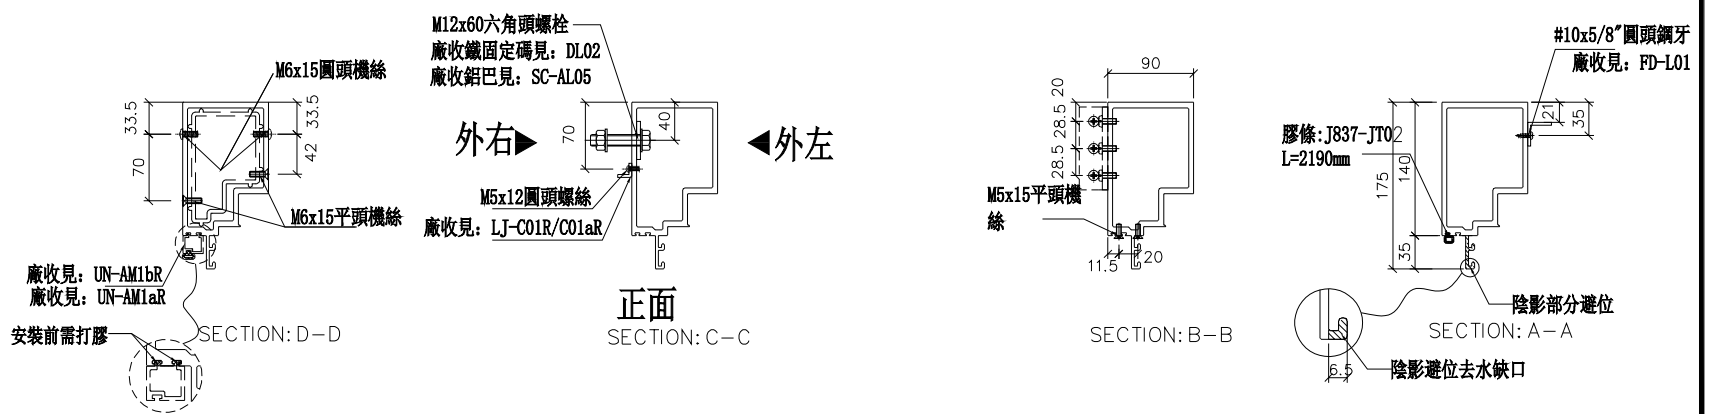 M6x15圓頭機絲
33.5
70
33.5
42
M6x15平頭機絲
廠收見: UN-AM1bR
廠收見: UN-AM1aR
安裝前需打膠
SECTION: D-D
M12x60六角頭螺栓
廠收鐵固定碼見: DL02
廠收鋁巴見: SC-AL05
外右
70
40
外左
M5x12圓頭螺絲
廠收見: LJ-C01R/C01aR
正面
SECTION: C-C
90
20
28.5
28.5
M5x15平頭機
絲
11.5
20
SECTION: B-B
#10x5/8"圓頭鋼牙
廠收見: FD-L01
21
35
膠條:J837-JT02
L=2190mm
175
140
35
陰影部分避位
SECTION: A-A
陰影避位去水缺口
6.5